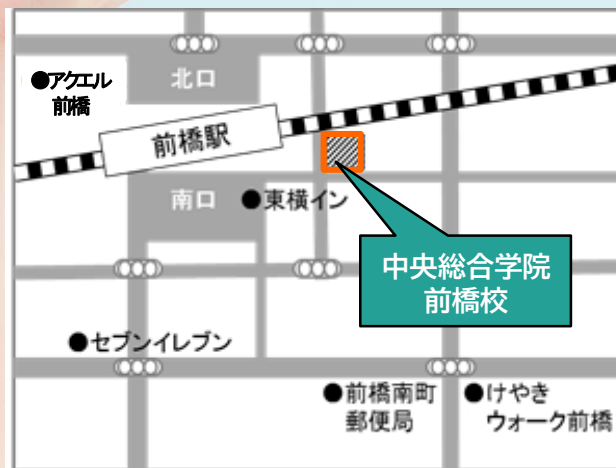 ●アクエル
前橋
北口
前橋駅
南口
●東横イン
中央総合学院
前橋校
●セブンイレブン
●前橋南町
郵便局
●けやき
ウォーク前橋